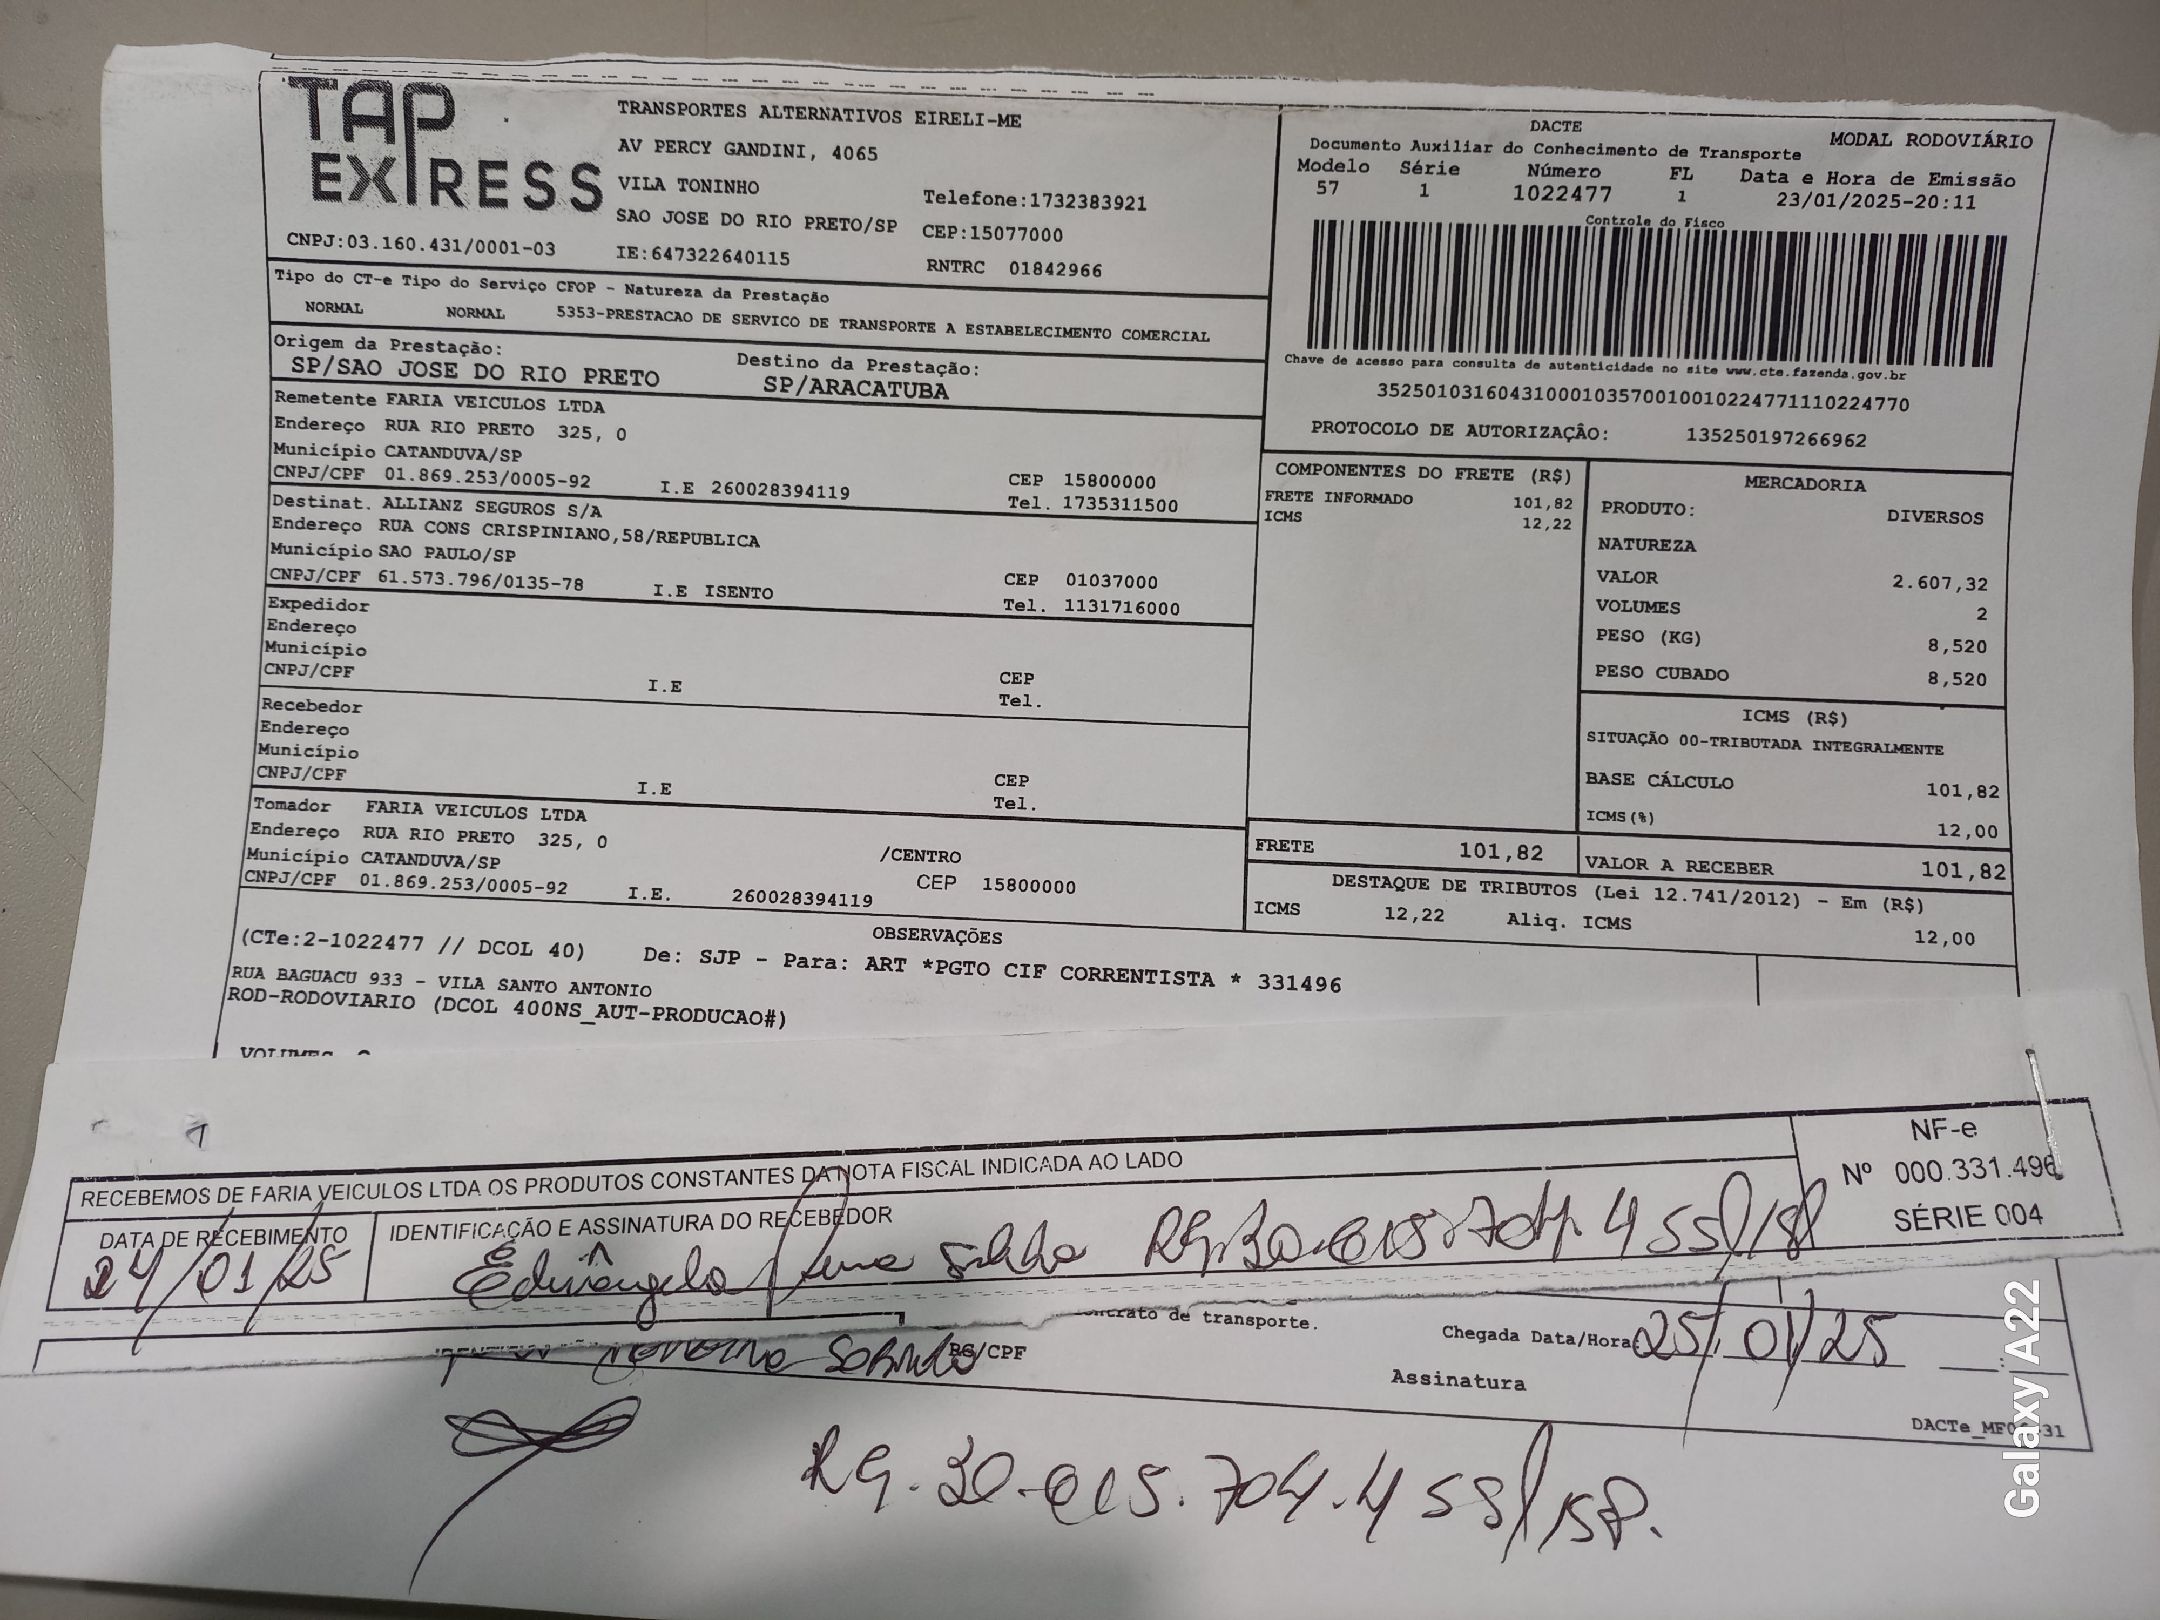 TAP EXPRESS
TRANSPORTES ALTERNATIVOS EIRELI-ME
AV PERCY GANDINI, 4065
VILA TONINHO
Telefone:1732383921
SAO JOSE DO RIO PRETO/SP CEP:15077000
CNPJ:03.160.431/0001-03 IE:647322640115 RNTRC 01842966
DACTE MODAL RODOVIÁRIO
Documento Auxiliar do Conhecimento de Transporte
Modelo Série Número FL Data e Hora de Emissão
57 1 1022477 1 23/01/2025-20:11
Controle do Fisco
Chave de acesso para consulta de autenticidade no site www.cte.fazenda.gov.br
35250103160431000103570010010224771110224770
PROTOCOLO DE AUTORIZAÇÂO: 135250197266962
Tipo do CT-e Tipo do Serviço CFOP - Natureza da Prestação
NORMAL NORMAL 5353-PRESTACAO DE SERVICO DE TRANSPORTE A ESTABELECIMENTO COMERCIAL
Origem da Prestação: Destino da Prestação:
SP/SAO JOSE DO RIO PRETO SP/ARACATUBA
Remetente FARIA VEICULOS LTDA
Endereço RUA RIO PRETO 325, 0
Município CATANDUVA/SP CEP 15800000
CNPJ/CPF 01.869.253/0005-92 I.E 260028394119 Tel. 1735311500
Destinat. ALLIANZ SEGUROS S/A
Endereço RUA CONS CRISPINIANO,58/REPUBLICA
Município SAO PAULO/SP CEP 01037000
CNPJ/CPF 61.573.796/0135-78 I.E ISENTO Tel. 1131716000
Expedidor
Endereço
Município CEP
CNPJ/CPF I.E Tel.
Recebedor
Endereço
Município CEP
CNPJ/CPF I.E Tel.
Tomador FARIA VEICULOS LTDA
Endereço RUA RIO PRETO 325, 0 /CENTRO
Município CATANDUVA/SP CEP 15800000
CNPJ/CPF 01.869.253/0005-92 I.E. 260028394119
COMPONENTES DO FRETE (R$)
FRETE INFORMADO 101,82
ICMS 12,22
MERCADORIA
PRODUTO: DIVERSOS
NATUREZA
VALOR 2.607,32
VOLUMES 2
PESO (KG) 8,520
PESO CUBADO 8,520
ICMS (R$)
SITUAÇÃO 00-TRIBUTADA INTEGRALMENTE
BASE CÁLCULO 101,82
ICMS(%) 12,00
FRETE 101,82 VALOR A RECEBER 101,82
DESTAQUE DE TRIBUTOS (Lei 12.741/2012) - Em (R$)
ICMS 12,22 Aliq. ICMS 12,00
OBSERVAÇÕES
(CTe:2-1022477 // DCOL 40) De: SJP - Para: ART *PGTO CIF CORRENTISTA * 331496
RUA BAGUACU 933 - VILA SANTO ANTONIO
ROD-RODOVIARIO (DCOL 400NS_AUT-PRODUCAO#)
VOLUMES 2
RECEBEMOS DE FARIA VEICULOS LTDA OS PRODUTOS CONSTANTES DA NOTA FISCAL INDICADA AO LADO
NF-e
Nº 000.331.496
SÉRIE 004
DATA DE RECEBIMENTO IDENTIFICAÇÃO E ASSINATURA DO RECEBEDOR
24/01/25
contrato de transporte.
RG/CPF
Chegada Data/Hora 25/01/25
Assinatura
RG.30.015.704.4 SSP/SP.
Galaxy A22